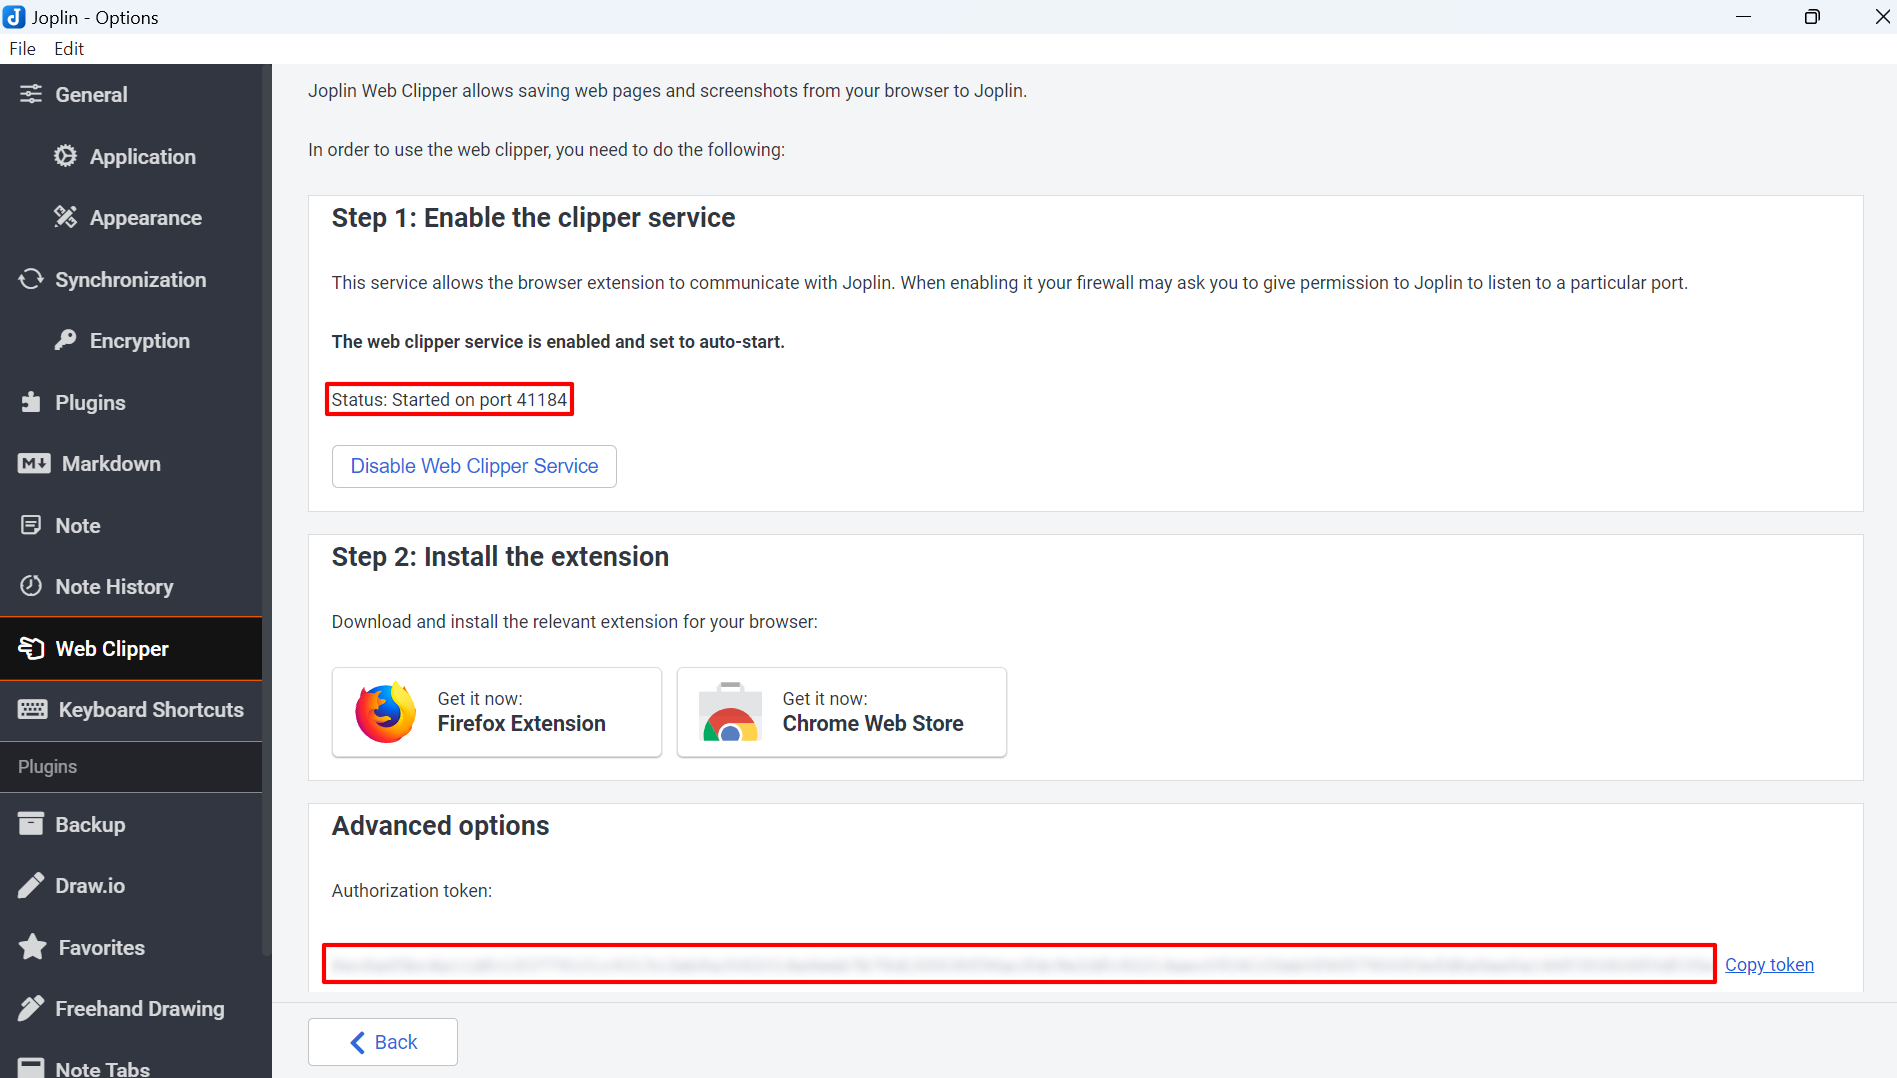 Joplin - Options
File Edit
General
Application
Appearance
Synchronization
Encryption
Plugins
Markdown
Note
Note History
Web Clipper
Keyboard Shortcuts
Plugins
Backup
Draw.io
Favorites
Freehand Drawing
Note Tabs
Joplin Web Clipper allows saving web pages and screenshots from your browser to Joplin.
In order to use the web clipper, you need to do the following:
Step 1: Enable the clipper service
This service allows the browser extension to communicate with Joplin. When enabling it your firewall may ask you to give permission to Joplin to listen to a particular port.
The web clipper service is enabled and set to auto-start.
Status: Started on port 41184
Disable Web Clipper Service
Step 2: Install the extension
Download and install the relevant extension for your browser:
Get it now:
Firefox Extension
Get it now:
Chrome Web Store
Advanced options
Authorization token:
Copy token
Back